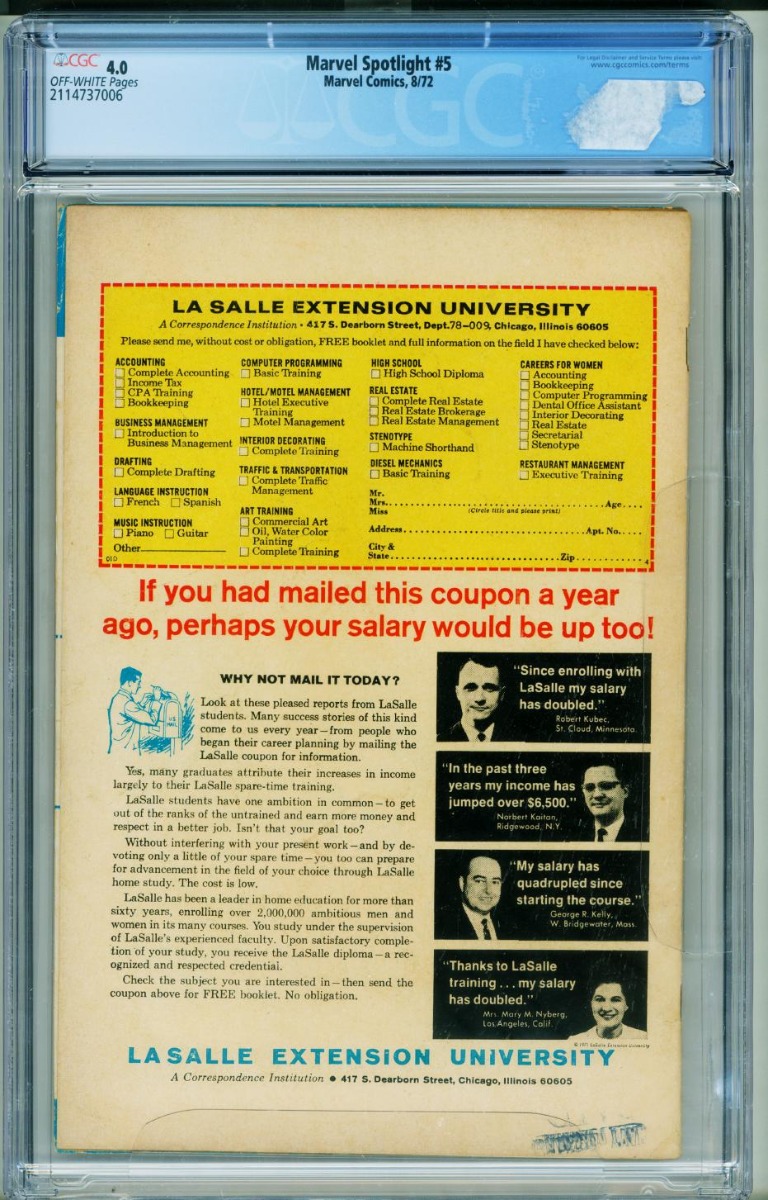 CGC 4.0
OFF-WHITE Pages
2114737006
Marvel Spotlight #5
Marvel Comics, 8/72
For Legal Disclaimer and Service Terms please visit
www.cgccomics.com/terms
CGC
LA SALLE EXTENSION UNIVERSITY
A Correspondence Institution • 417 S. Dearborn Street, Dept.78-009, Chicago, Illinois 60605
Please send me, without cost or obligation, FREE booklet and full information on the field I have checked below:
ACCOUNTING
Complete Accounting
Income Tax
CPA Training
Bookkeeping
BUSINESS MANAGEMENT
Introduction to
Business Management
DRAFTING
Complete Drafting
LANGUAGE INSTRUCTION
French Spanish
MUSIC INSTRUCTION
Piano Guitar
Other
010
COMPUTER PROGRAMMING
Basic Training
HOTEL/MOTEL MANAGEMENT
Hotel Executive
Training
Motel Management
INTERIOR DECORATING
Complete Training
TRAFFIC & TRANSPORTATION
Complete Traffic
Management
ART TRAINING
Commercial Art
Oil, Water Color
Painting
Complete Training
HIGH SCHOOL
High School Diploma
REAL ESTATE
Complete Real Estate
Real Estate Brokerage
Real Estate Management
STENOTYPE
Machine Shorthand
DIESEL MECHANICS
Basic Training
CAREERS FOR WOMEN
Accounting
Bookkeeping
Computer Programming
Dental Office Assistant
Interior Decorating
Real Estate
Secretarial
Stenotype
RESTAURANT MANAGEMENT
Executive Training
Mr.
Mrs. Age
Miss (Circle title and please print)
Address Apt. No.
City &
State Zip
If you had mailed this coupon a year
ago, perhaps your salary would be up too!
WHY NOT MAIL IT TODAY?
U.S.
MAIL
Look at these pleased reports from LaSalle
students. Many success stories of this kind
come to us every year—from people who
began their career planning by mailing the
LaSalle coupon for information.
Yes, many graduates attribute their increases in income
largely to their LaSalle spare-time training.
LaSalle students have one ambition in common—to get
out of the ranks of the untrained and earn more money and
respect in a better job. Isn't that your goal too?
Without interfering with your present work—and by de-
voting only a little of your spare time—you too can prepare
for advancement in the field of your choice through LaSalle
home study. The cost is low.
LaSalle has been a leader in home education for more than
sixty years, enrolling over 2,000,000 ambitious men and
women in its many courses. You study under the supervision
of LaSalle's experienced faculty. Upon satisfactory comple-
tion of your study, you receive the LaSalle diploma—a rec-
ognized and respected credential.
Check the subject you are interested in—then send the
coupon above for FREE booklet. No obligation.
"Since enrolling with
LaSalle my salary
has doubled."
Robert Kubec,
St. Cloud, Minnesota.
"In the past three
years my income has
jumped over $6,500."
Norbert Kaitan,
Ridgewood, N.Y.
"My salary has
quadrupled since
starting the course."
George R. Kelly,
W. Bridgewater, Mass.
"Thanks to LaSalle
training...my salary
has doubled."
Mrs. Mary M. Nyberg,
Los Angeles, Calif.
LA SALLE EXTENSION UNIVERSITY
A Correspondence Institution • 417 S. Dearborn Street, Chicago, Illinois 60605